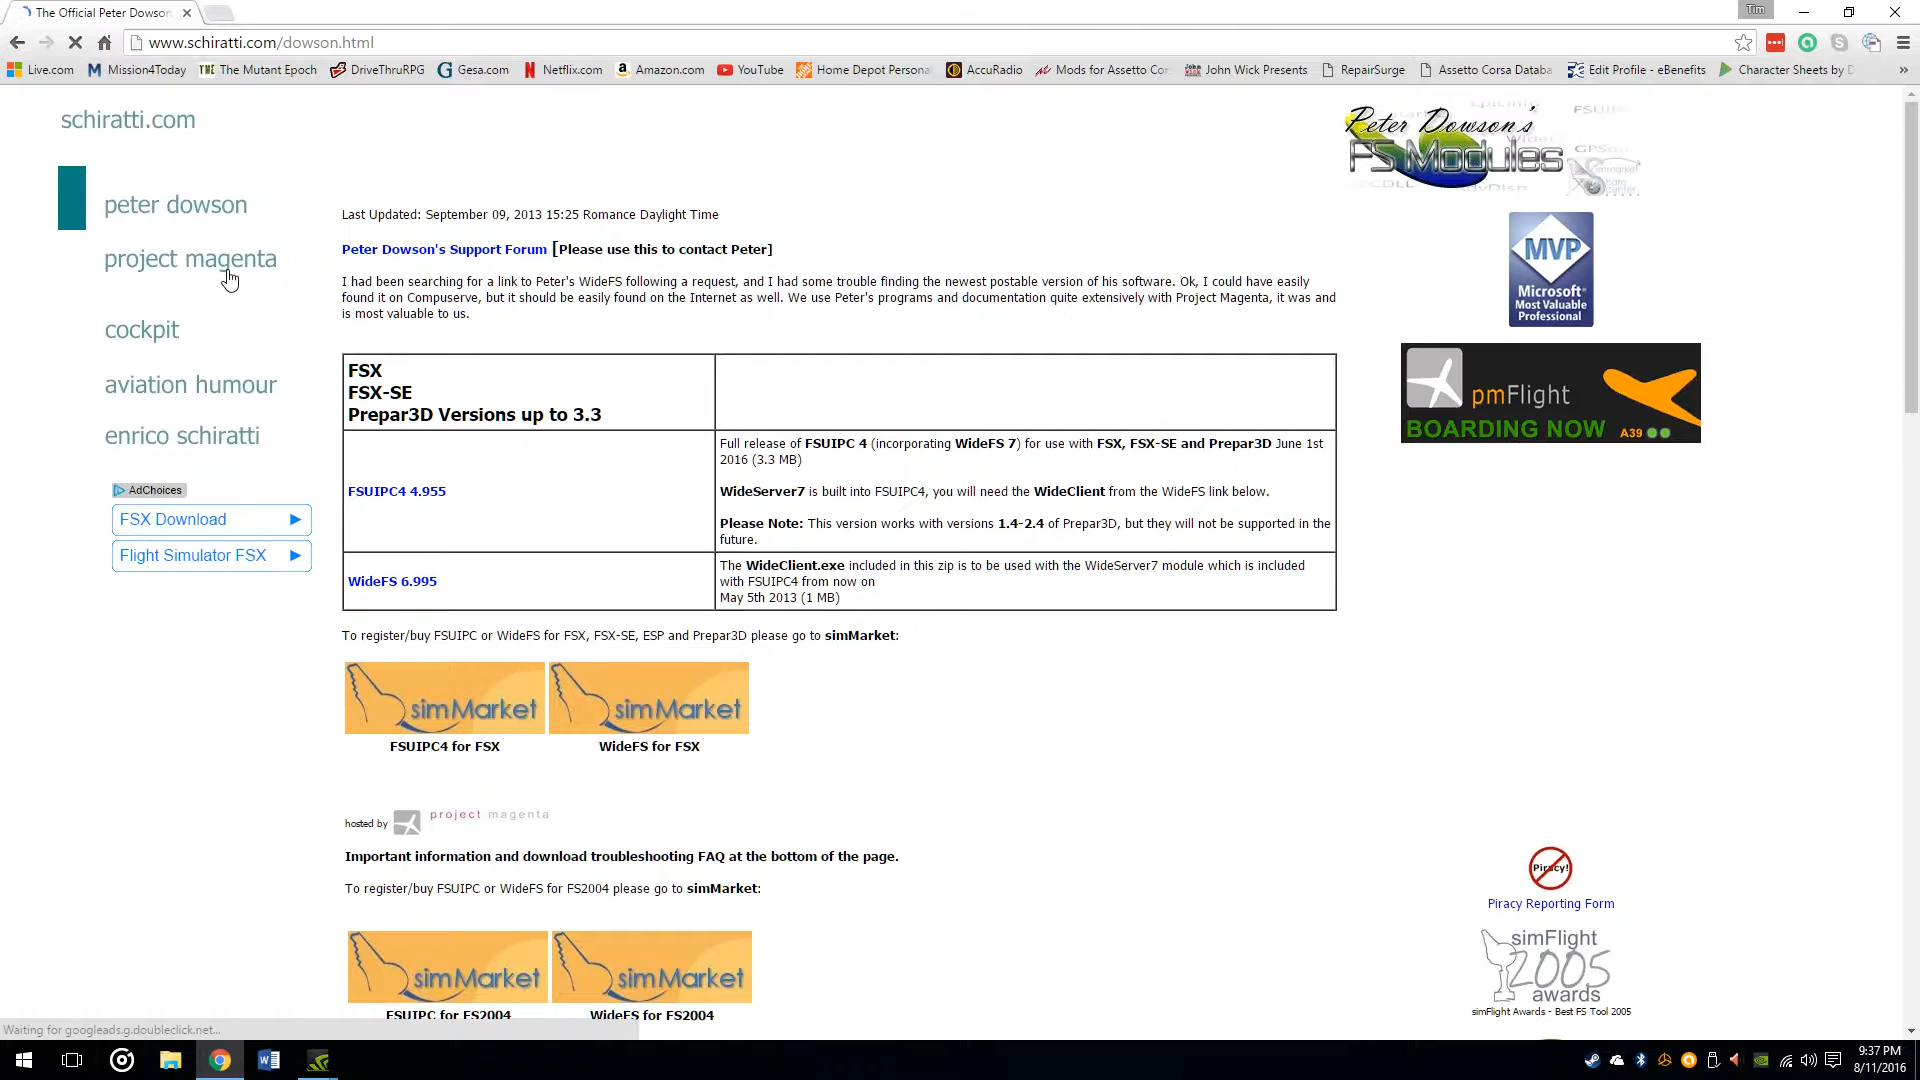 The Official Peter Dowson
Tim
www.schiratti.com/dowson.html
Live.com
Mission4Today
The Mutant Epoch
DriveThruRPG
Gesa.com
Netflix.com
Amazon.com
YouTube
Home Depot Persona
AccuRadio
Mods for Assetto Cor
John Wick Presents
RepairSurge
Assetto Corsa Databa
Edit Profile - eBenefits
Character Sheets by D
schiratti.com
peter dowson
project magenta
cockpit
aviation humour
enrico schiratti
AdChoices
FSX Download
Flight Simulator FSX
Peter Dowson's
FS Modules
Last Updated: September 09, 2013 15:25 Romance Daylight Time
Peter Dowson's Support Forum [Please use this to contact Peter]
I had been searching for a link to Peter's WideFS following a request, and I had some trouble finding the newest postable version of his software. Ok, I could have easily
found it on Compuserve, but it should be easily found on the Internet as well. We use Peter's programs and documentation quite extensively with Project Magenta, it was and
is most valuable to us.
FSX
FSX-SE
Prepar3D Versions up to 3.3
FSUIPC4 4.955
Full release of FSUIPC 4 (incorporating WideFS 7) for use with FSX, FSX-SE and Prepar3D June 1st
2016 (3.3 MB)
WideServer7 is built into FSUIPC4, you will need the WideClient from the WideFS link below.
Please Note: This version works with versions 1.4-2.4 of Prepar3D, but they will not be supported in the
future.
WideFS 6.995
The WideClient.exe included in this zip is to be used with the WideServer7 module which is included
with FSUIPC4 from now on
May 5th 2013 (1 MB)
To register/buy FSUIPC or WideFS for FSX, FSX-SE, ESP and Prepar3D please go to simMarket:
simMarket
simMarket
FSUIPC4 for FSX
WideFS for FSX
hosted by
project magenta
Important information and download troubleshooting FAQ at the bottom of the page.
To register/buy FSUIPC or WideFS for FS2004 please go to simMarket:
simMarket
simMarket
FSUIPC for FS2004
WideFS for FS2004
MVP
Microsoft
Most Valuable
Professional
pmFlight
BOARDING NOW A39
Piracy!
Piracy Reporting Form
simFlight
2005
awards
simFlight Awards - Best FS Tool 2005
Waiting for googleads.g.doubleclick.net...
9:37 PM
8/11/2016